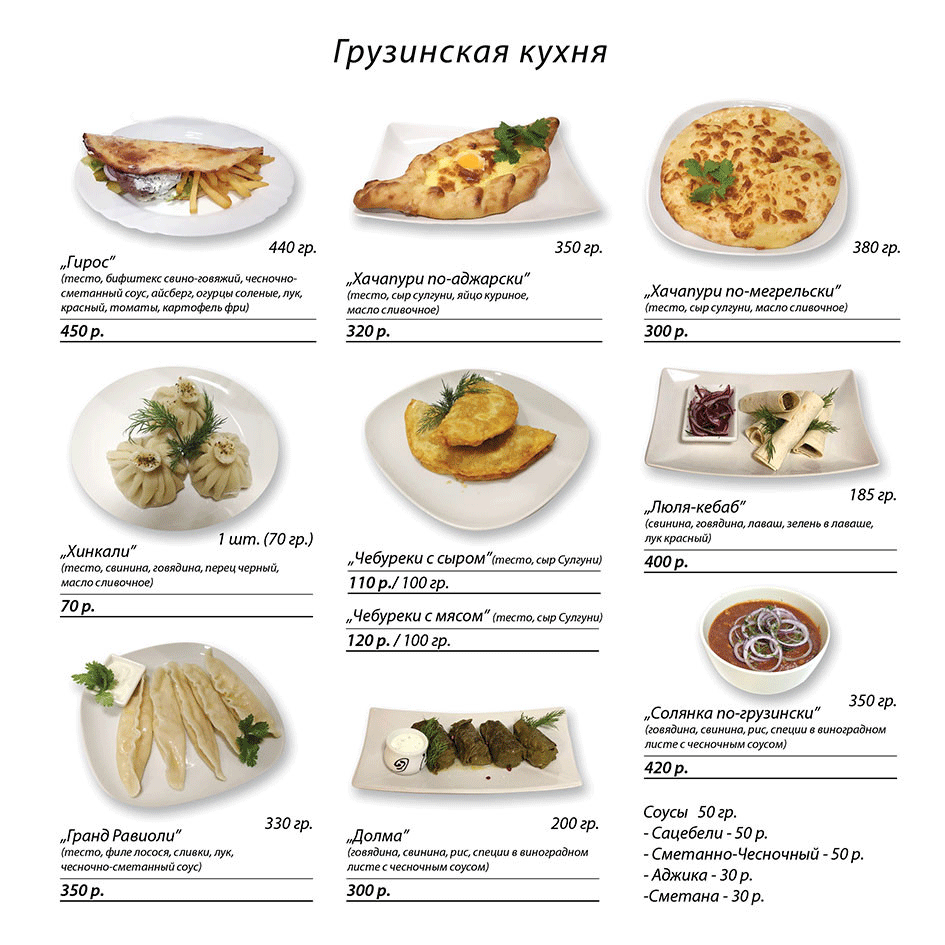 Грузинская кухня
440 гр.
„Гирос”
(тесто, бифштекс свино-говяжий, чесночно-
сметанный соус, айсберг, огурцы соленые, лук,
красный, томаты, картофель фри)
450 р.
350 гр.
„Хачапури по-аджарски”
(тесто, сыр сулгуни, яйцо куриное,
масло сливочное)
320 р.
380 гр.
„Хачапури по-мегрельски”
(тесто, сыр сулгуни, масло сливочное)
300 р.
1 шт. (70 гр.)
„Хинкали”
(тесто, свинина, говядина, перец черный,
масло сливочное)
70 р.
„Чебуреки с сыром” (тесто, сыр Сулгуни)
110 р./ 100 гр.
„Чебуреки с мясом” (тесто, сыр Сулгуни)
120 р. / 100 гр.
185 гр.
„Люля-кебаб”
(свинина, говядина, лаваш, зелень в лаваше,
лук красный)
400 р.
350 гр.
„Солянка по-грузински”
(говядина, свинина, рис, специи в виноградном
листе с чесночным соусом)
420 р.
330 гр.
„Гранд Равиоли”
(тесто, филе лосося, сливки, лук,
чесночно-сметанный соус)
350 р.
200 гр.
„Долма”
(говядина, свинина, рис, специи в виноградном
листе с чесночным соусом)
300 р.
Соусы 50 гр.
- Сацебели - 50 р.
- Сметанно-Чесночный - 50 р.
- Аджика - 30 р.
-Сметана - 30 р.